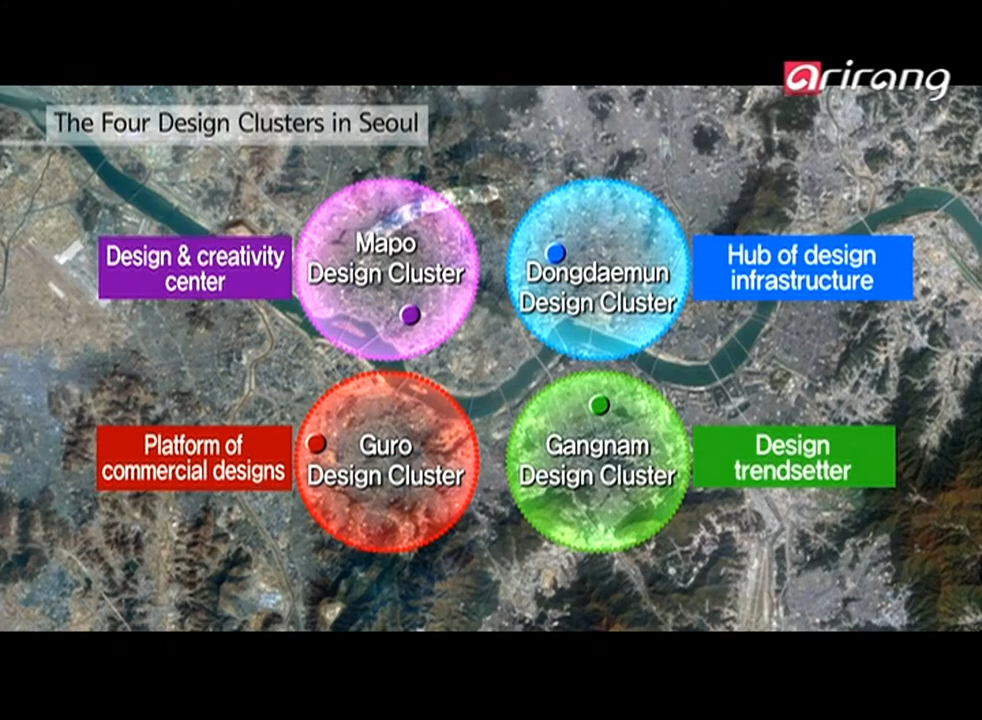 arirang
The Four Design Clusters in Seoul
Design & creativity
center
Mapo
Design Cluster
Dongdaemun
Design Cluster
Hub of design
infrastructure
Platform of
commercial designs
Guro
Design Cluster
Gangnam
Design Cluster
Design
trendsetter